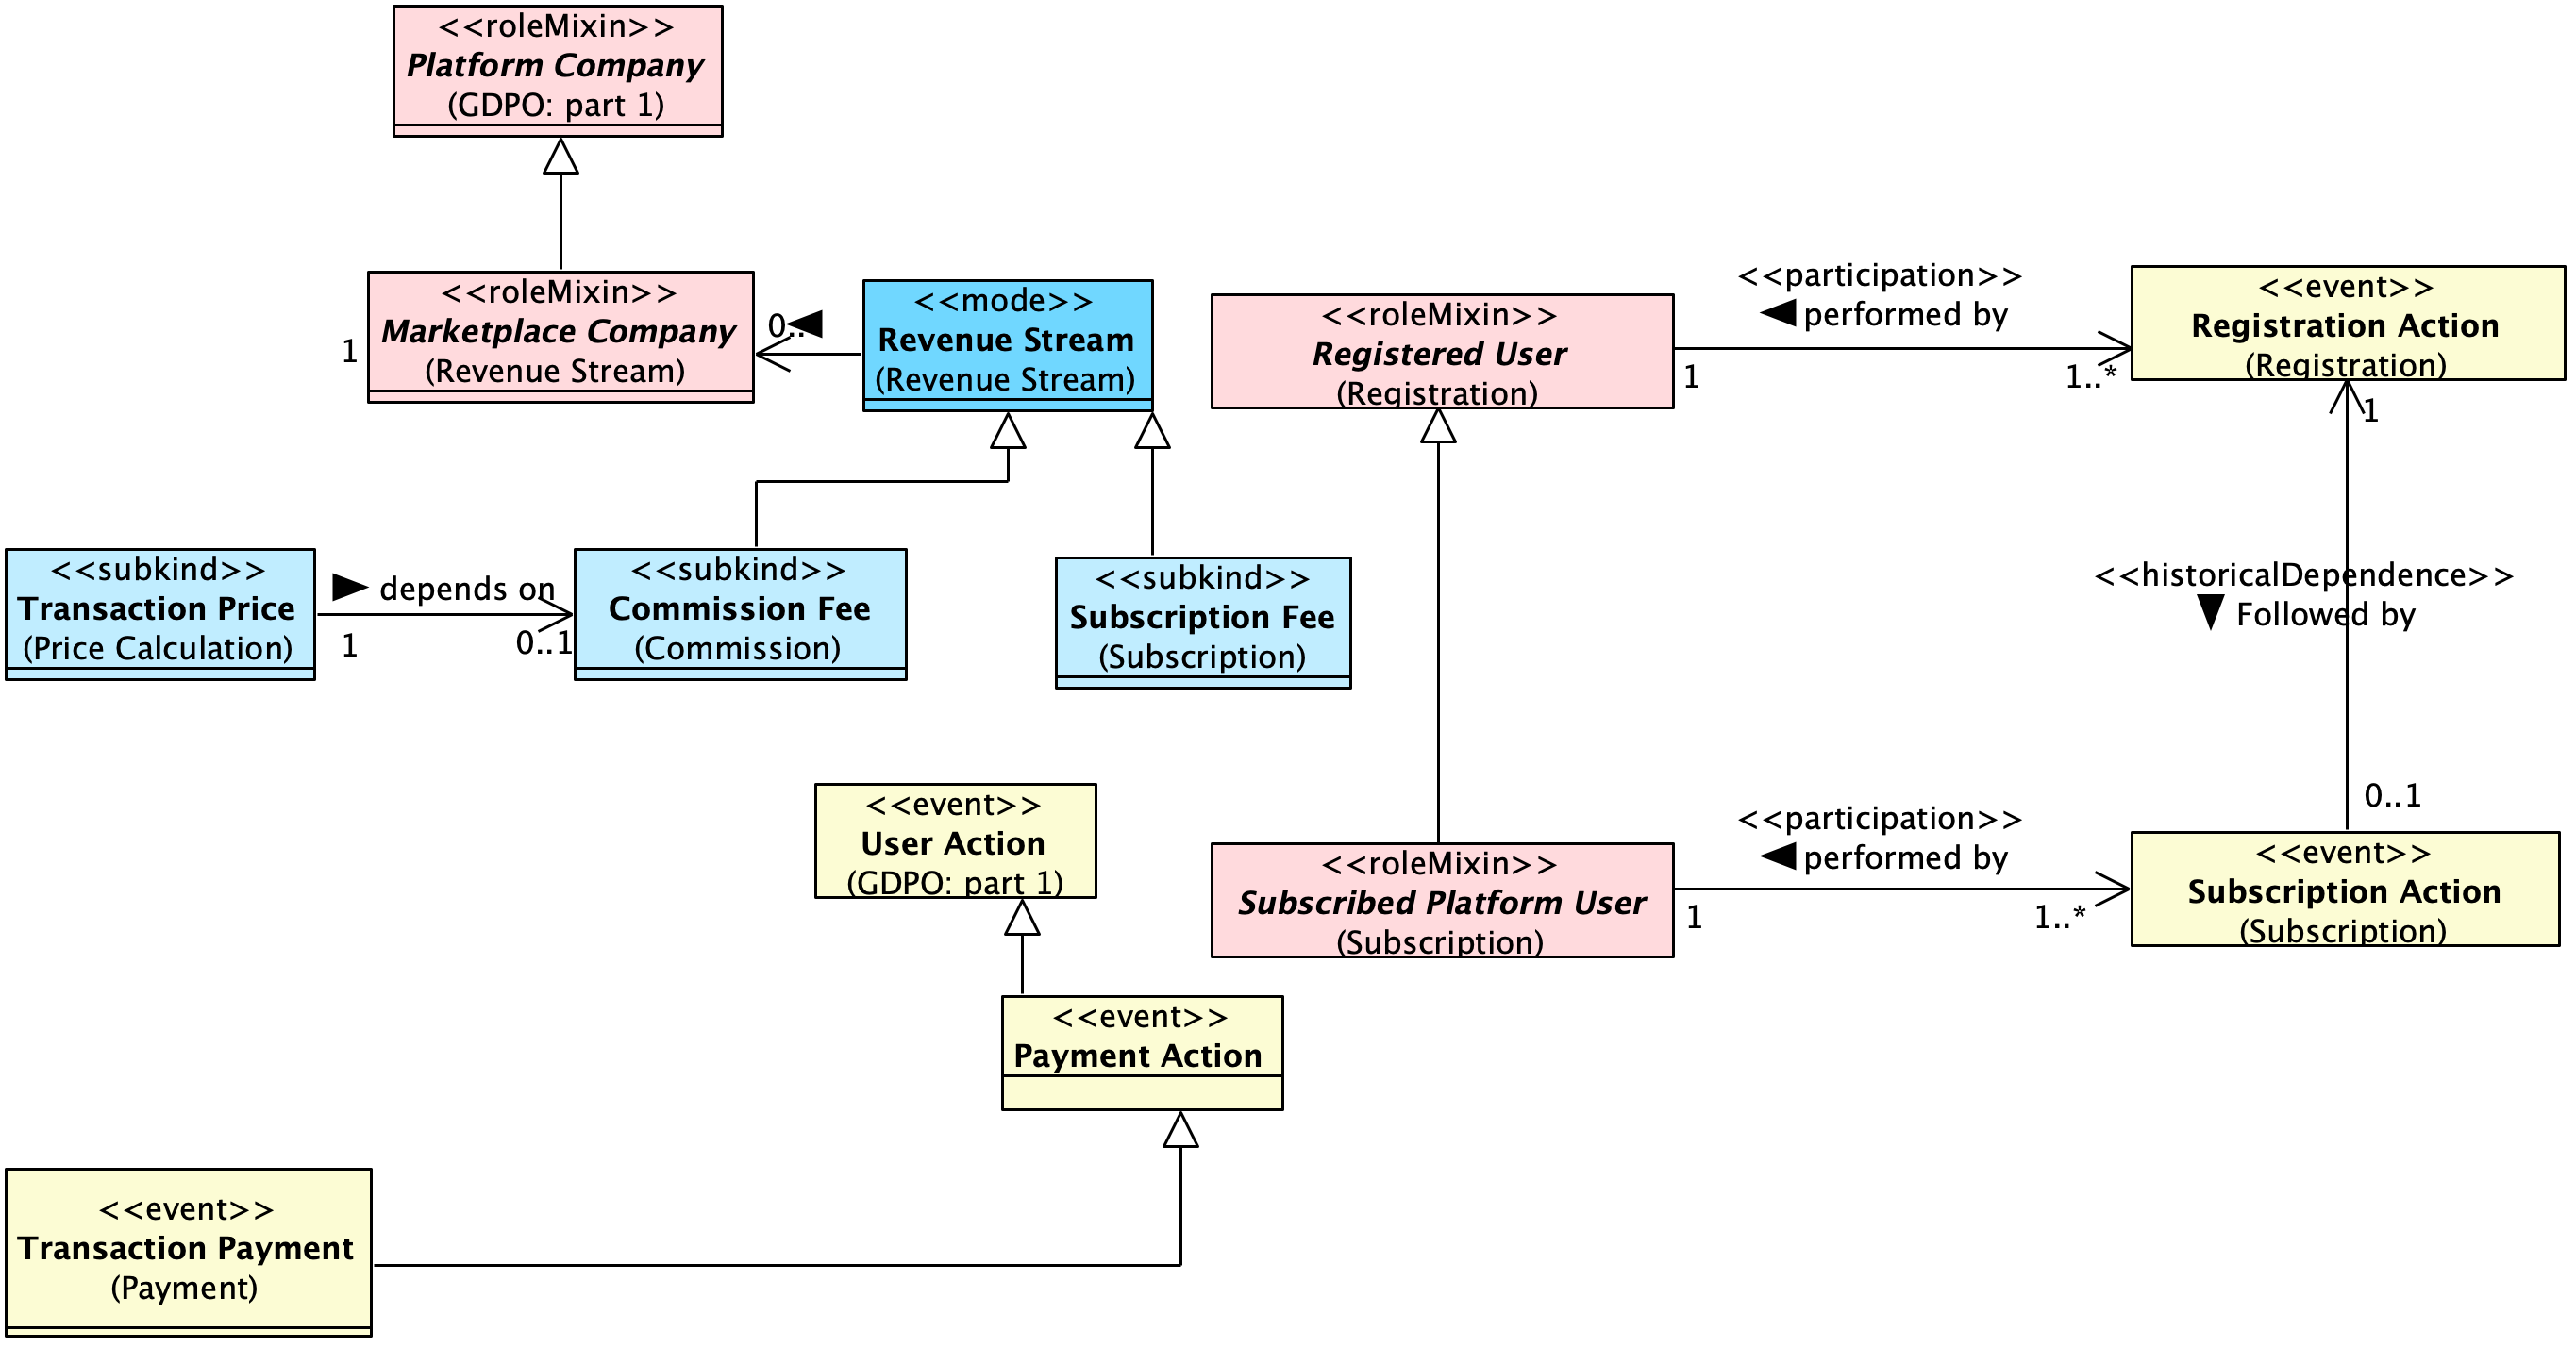 <<roleMixin>>
Platform Company
(GDPO: part 1)
<<roleMixin>>
Marketplace Company
(Revenue Stream)
1
0..
<<mode>>
Revenue Stream
(Revenue Stream)
<<roleMixin>>
Registered User
(Registration)
<<participation>>
performed by
1
1..*
<<event>>
Registration Action
(Registration)
1
<<subkind>>
Transaction Price
(Price Calculation)
depends on
1
0..1
<<subkind>>
Commission Fee
(Commission)
<<subkind>>
Subscription Fee
(Subscription)
<<historicalDependence>>
Followed by
0..1
<<event>>
User Action
(GDPO: part 1)
<<roleMixin>>
Subscribed Platform User
(Subscription)
<<participation>>
performed by
1
1..*
<<event>>
Subscription Action
(Subscription)
<<event>>
Payment Action
<<event>>
Transaction Payment
(Payment)